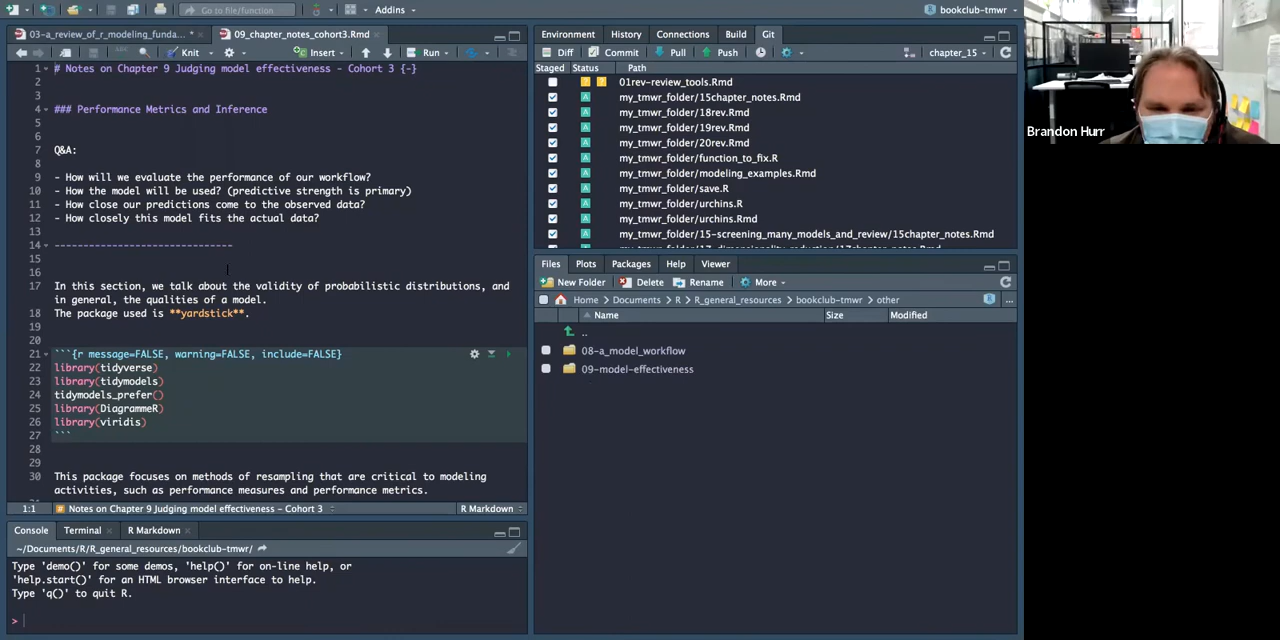 Go to file/function
Addins
bookclub-tmwr
03-a_review_of_r_modeling_funda... *
09_chapter_notes_cohort3.Rmd
Environment
History
Connections
Build
Git
Knit
Insert
Run
Diff
Commit
Pull
Push
chapter_15
Staged Status Path
01rev-review_tools.Rmd
my_tmwr_folder/15chapter_notes.Rmd
my_tmwr_folder/18rev.Rmd
my_tmwr_folder/19rev.Rmd
my_tmwr_folder/20rev.Rmd
my_tmwr_folder/function_to_fix.R
my_tmwr_folder/modeling_examples.Rmd
my_tmwr_folder/save.R
my_tmwr_folder/urchins.R
my_tmwr_folder/urchins.Rmd
my_tmwr_folder/15-screening_many_models_and_review/15chapter_notes.Rmd
1 # Notes on Chapter 9 Judging model effectiveness - Cohort 3 {-}
2
3
4 ### Performance Metrics and Inference
5
6
7 Q&A:
8
9 - How will we evaluate the performance of our workflow?
10 - How the model will be used? (predictive strength is primary)
11 - How close our predictions come to the observed data?
12 - How closely this model fits the actual data?
13
14 -------------------------------
15
16
17 In this section, we talk about the validity of probabilistic distributions, and
in general, the qualities of a model.
18 The package used is **yardstick**.
19
20
21 ```{r message=FALSE, warning=FALSE, include=FALSE}
22 library(tidyverse)
23 library(tidymodels)
24 tidymodels_prefer()
25 library(DiagrammeR)
26 library(viridis)
27 ```
28
29
30 This package focuses on methods of resampling that are critical to modeling
activities, such as performance measures and performance metrics.
1:1 # Notes on Chapter 9 Judging model effectiveness - Cohort 3
R Markdown
Files
Plots
Packages
Help
Viewer
New Folder
Delete
Rename
More
Home > Documents > R > R_general_resources > bookclub-tmwr > other
Name Size Modified
..
08-a_model_workflow
09-model-effectiveness
Console
Terminal
R Markdown
~/Documents/R/R_general_resources/bookclub-tmwr/
Type 'demo()' for some demos, 'help()' for on-line help, or
'help.start()' for an HTML browser interface to help.
Type 'q()' to quit R.
>
Brandon Hurr